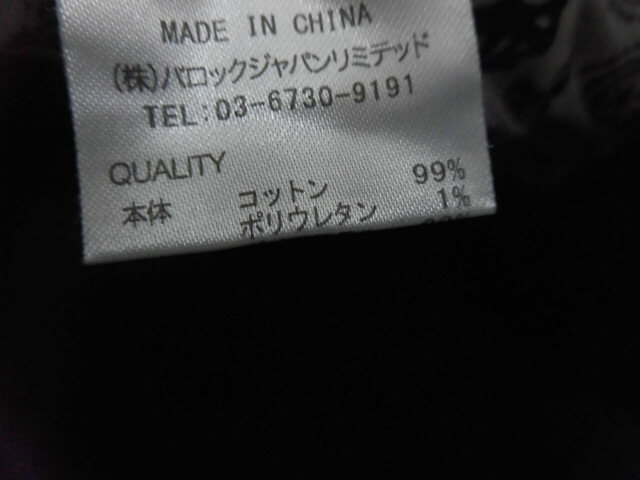 MADE IN CHINA
(株)バロックジャパンリミテッド
TEL:03-6730-9191
QUALITY
本体 コットン 99%
ポリウレタン 1%